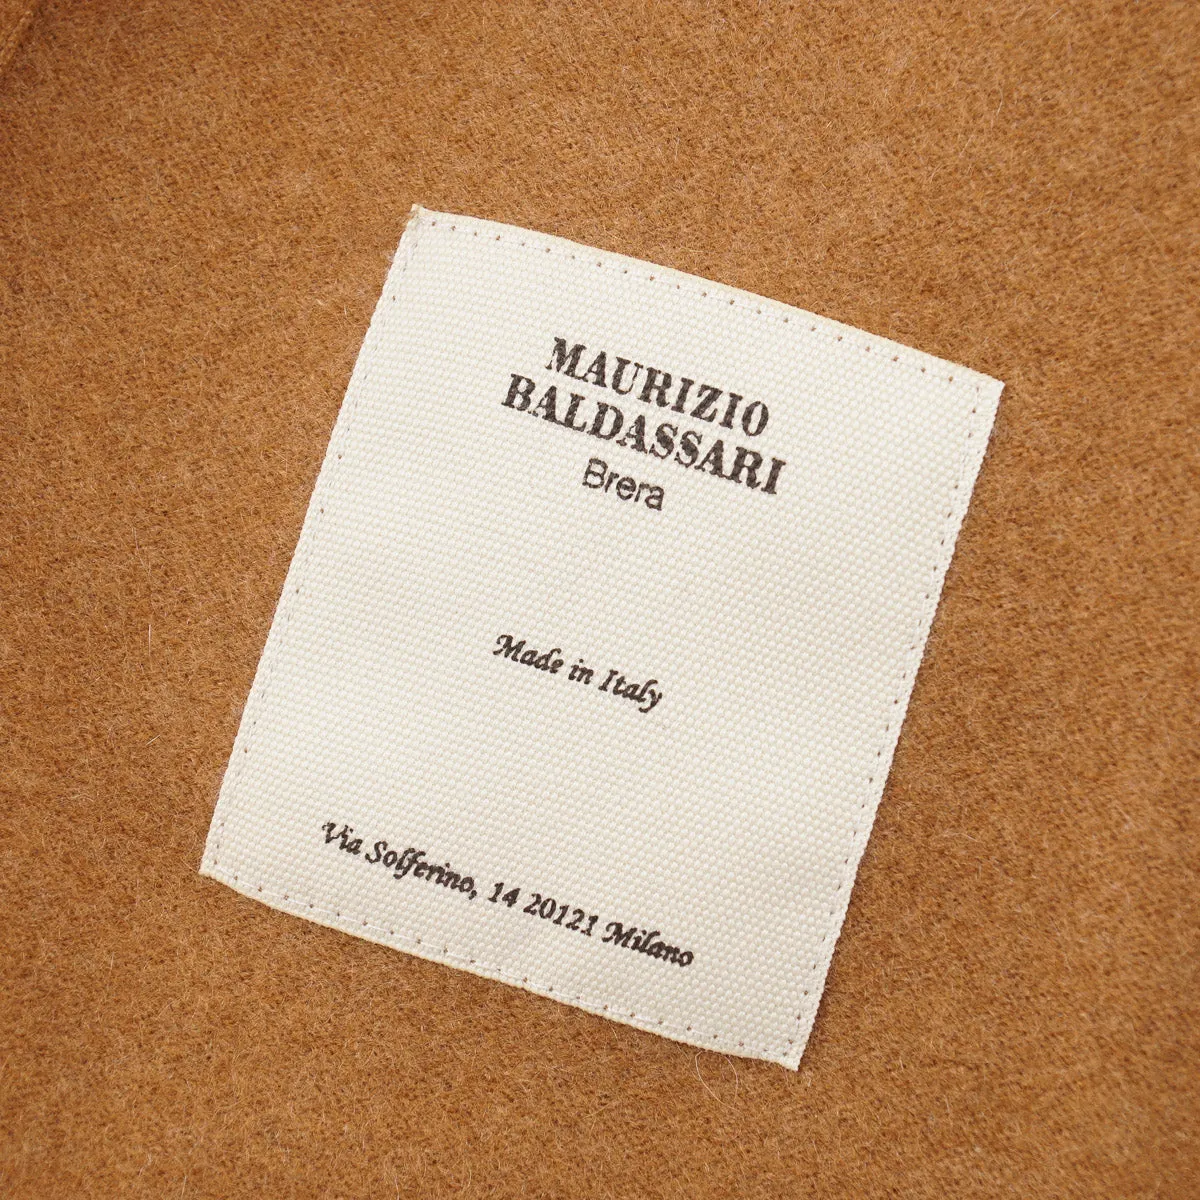 MAURIZIO
BALDASSARI
Brera
Made in Italy
Via Solferino, 14 20121 Milano